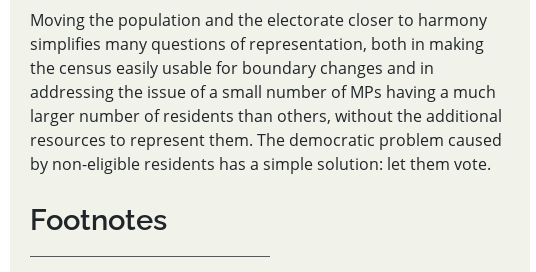 Moving the population and the electorate closer to harmony
simplifies many questions of representation, both in making
the census easily usable for boundary changes and in
addressing the issue of a small number of MPs having a much
larger number of residents than others, without the additional
resources to represent them. The democratic problem caused
by non-eligible residents has a simple solution: let them vote.
Footnotes